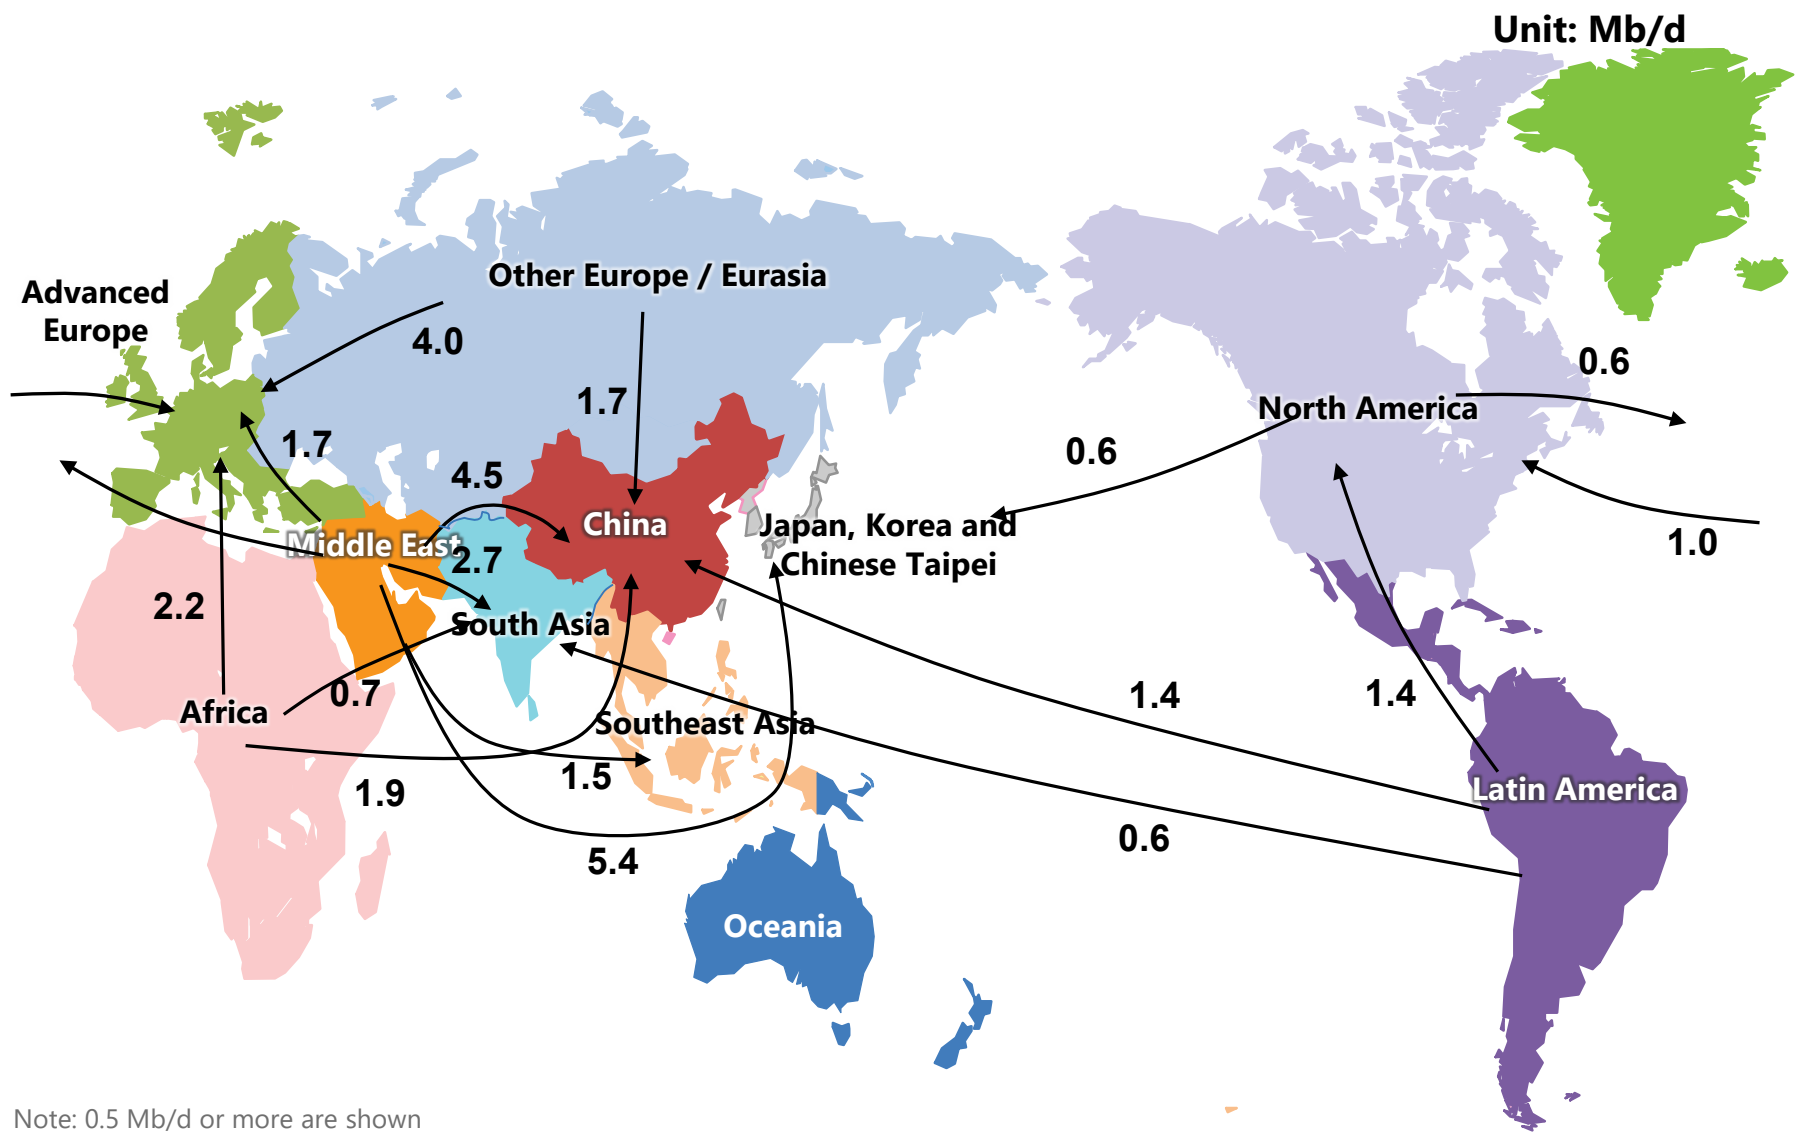 Unit: Mb/d
Other Europe / Eurasia
Advanced
Europe
4.0
0.6
1.7
North America
1.7
0.6
4.5
China
Japan, Korea and
Chinese Taipei
Middle East
2.7
1.0
2.2
South Asia
0.7
Africa
Southeast Asia
1.4
1.4
1.5
1.9
Latin America
0.6
5.4
Oceania
Note: 0.5 Mb/d or more are shown